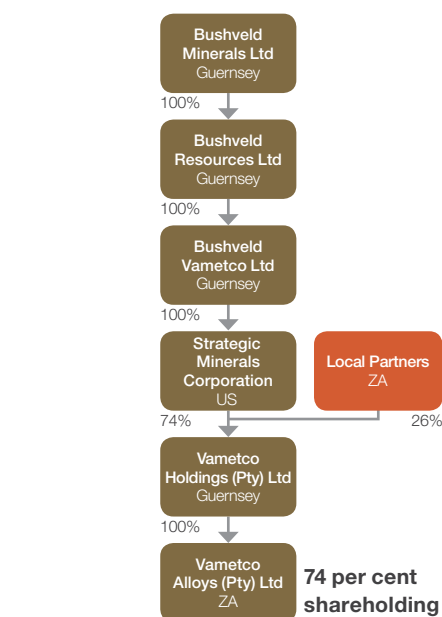 Bushveld
Minerals Ltd
Guernsey
100%
Bushveld
Resources Ltd
Guernsey
100%
Bushveld
Vametco Ltd
Guernsey
100%
Strategic
Minerals
Corporation
US
Local Partners
ZA
74%
26%
Vametco
Holdings (Pty) Ltd
Guernsey
100%
Vametco
Alloys (Pty) Ltd
ZA
74 per cent
shareholding